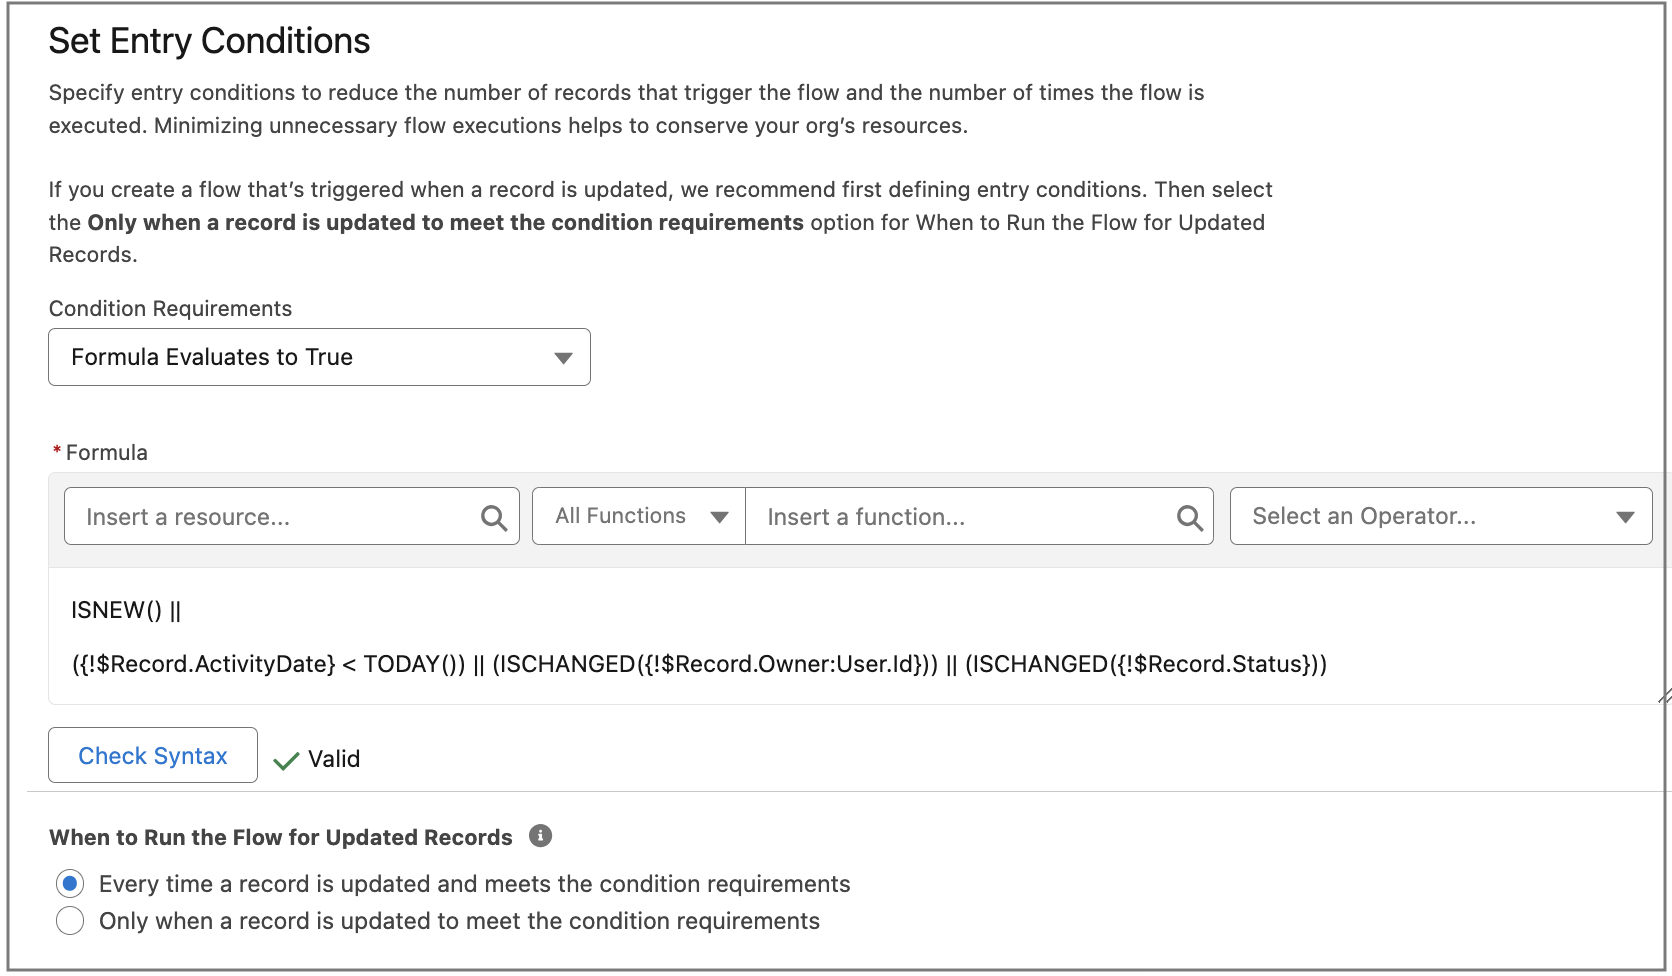 Set Entry Conditions
Specify entry conditions to reduce the number of records that trigger the flow and the number of times the flow is
executed. Minimizing unnecessary flow executions helps to conserve your org’s resources.
If you create a flow that’s triggered when a record is updated, we recommend first defining entry conditions. Then select
the Only when a record is updated to meet the condition requirements option for When to Run the Flow for Updated
Records.
Condition Requirements
Formula Evaluates to True
* Formula
Insert a resource... All Functions Insert a function... Select an Operator...
ISNEW() ||
({!$Record.ActivityDate} < TODAY()) || (ISCHANGED({!$Record.Owner:User.Id})) || (ISCHANGED({!$Record.Status}))
Check Syntax Valid
When to Run the Flow for Updated Records
Every time a record is updated and meets the condition requirements
Only when a record is updated to meet the condition requirements